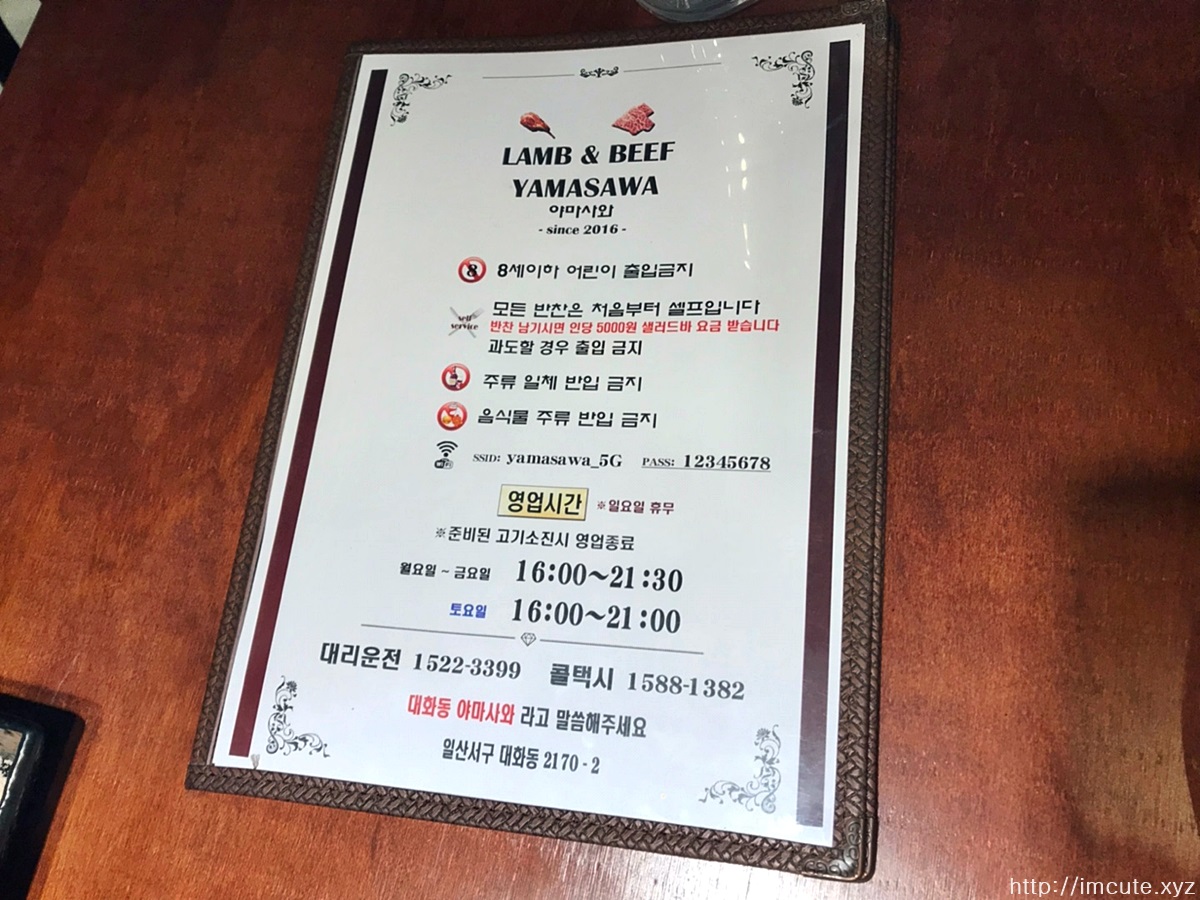 LAMB & BEEF
YAMASAWA
야마사와
- since 2016 -
8 8세이하 어린이 출입금지
모든 반찬은 처음부터 셀프입니다
self service
반찬 남기시면 인당 5000원 샐러드바 요금 받습니다
과도할 경우 출입 금지
주류 일체 반입 금지
음식물 주류 반입 금지
WiFi SSID: yamasawa_5G PASS: 12345678
영업시간 ※일요일 휴무
※준비된 고기소진시 영업종료
월요일 ~ 금요일 16:00~21:30
토요일 16:00~21:00
대리운전 1522-3399 콜택시 1588-1382
대화동 야마사와 라고 말씀해주세요
일산서구 대화동 2170 - 2
http://imcute.xyz